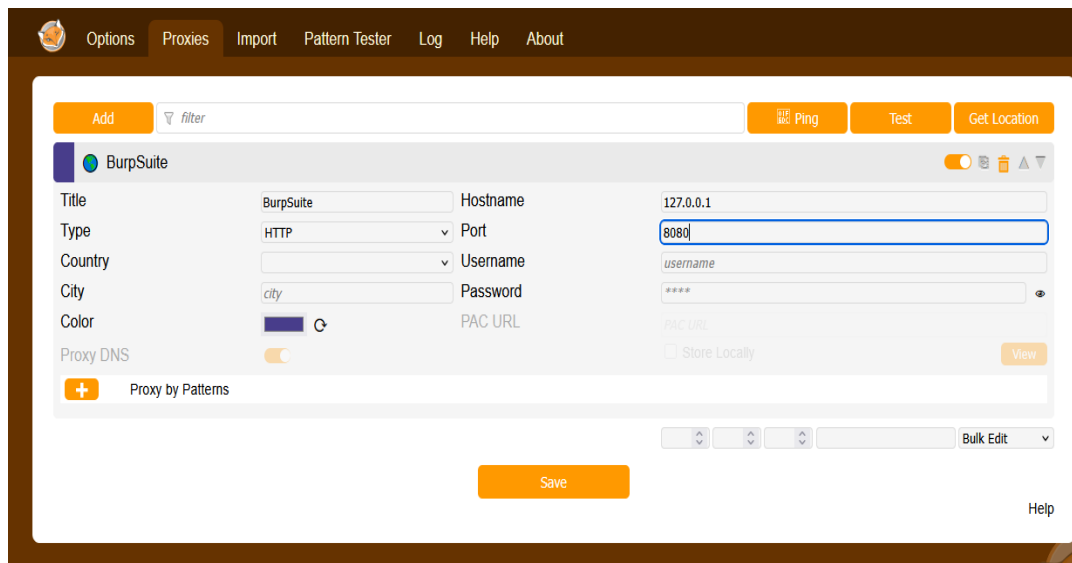 Options Proxies Import Pattern Tester Log Help About
Add filter Ping Test Get Location
BurpSuite
Title BurpSuite Hostname 127.0.0.1
Type HTTP Port 8080
Country Username username
City city Password ****
Color PAC URL PAC URL
Proxy DNS Store Locally View
+ Proxy by Patterns
Bulk Edit
Save
Help